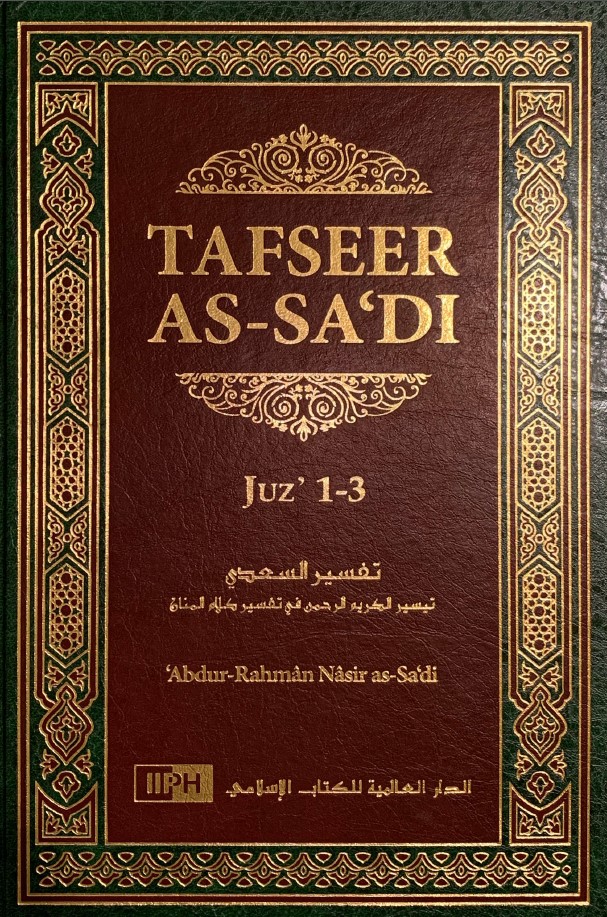 TAFSEER
AS-SA‘DI
Juz’ 1-3
تفسير السعدي
تيسير الكريم الرحمن في تفسير كلام المنان
‘Abdur-Rahmân Nâsir as-Sa‘di
IIPH
الدار العالمية للكتاب الإسلامي